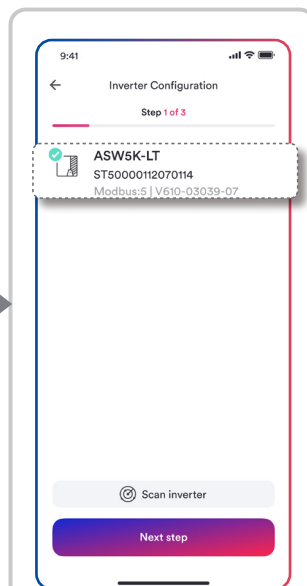 9:41
Inverter Configuration
Step 1 of 3
ASW5K-LT
ST50000112070114
Modbus:5 | V610-03039-07
Scan inverter
Next step